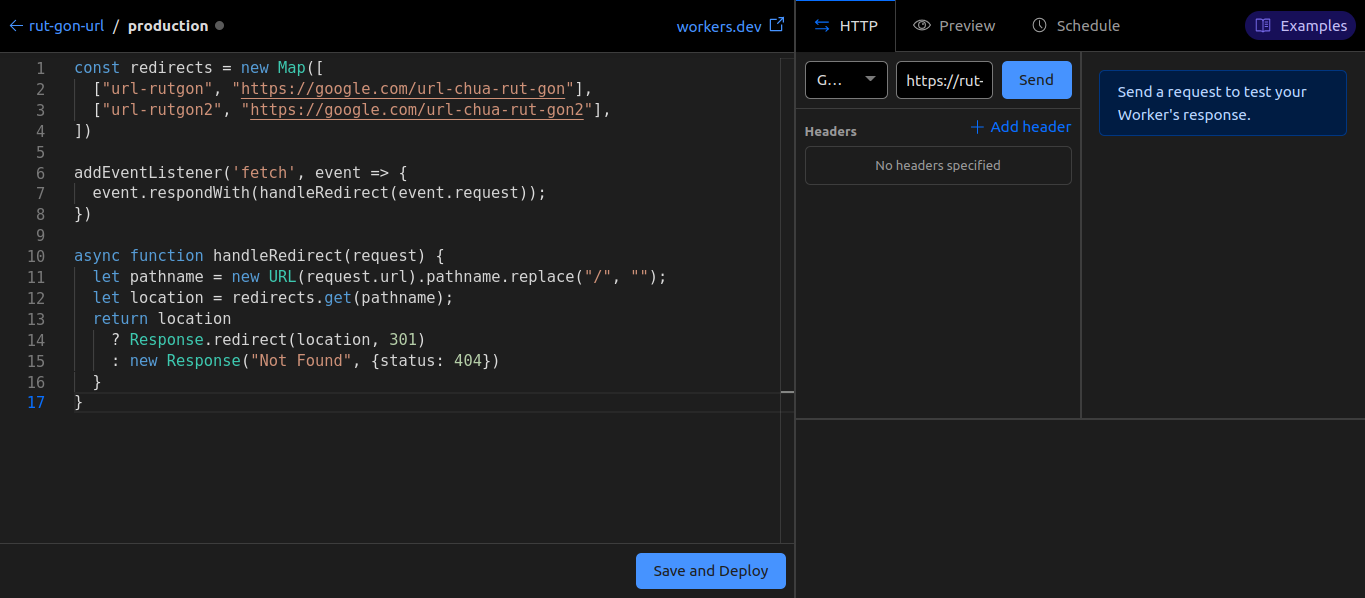 rut-gon-url / production
workers.dev
HTTP
Preview
Schedule
Examples
1 const redirects = new Map([
2 ["url-rutgon", "https://google.com/url-chua-rut-gon"],
3 ["url-rutgon2", "https://google.com/url-chua-rut-gon2"],
4 ])
5
6 addEventListener('fetch', event => {
7 event.respondWith(handleRedirect(event.request));
8 })
9
10 async function handleRedirect(request) {
11 let pathname = new URL(request.url).pathname.replace("/", "");
12 let location = redirects.get(pathname);
13 return location
14 ? Response.redirect(location, 301)
15 : new Response("Not Found", {status: 404})
16 }
17 }
Save and Deploy
G...
https://rut-
Send
Headers
+ Add header
No headers specified
Send a request to test your
Worker's response.